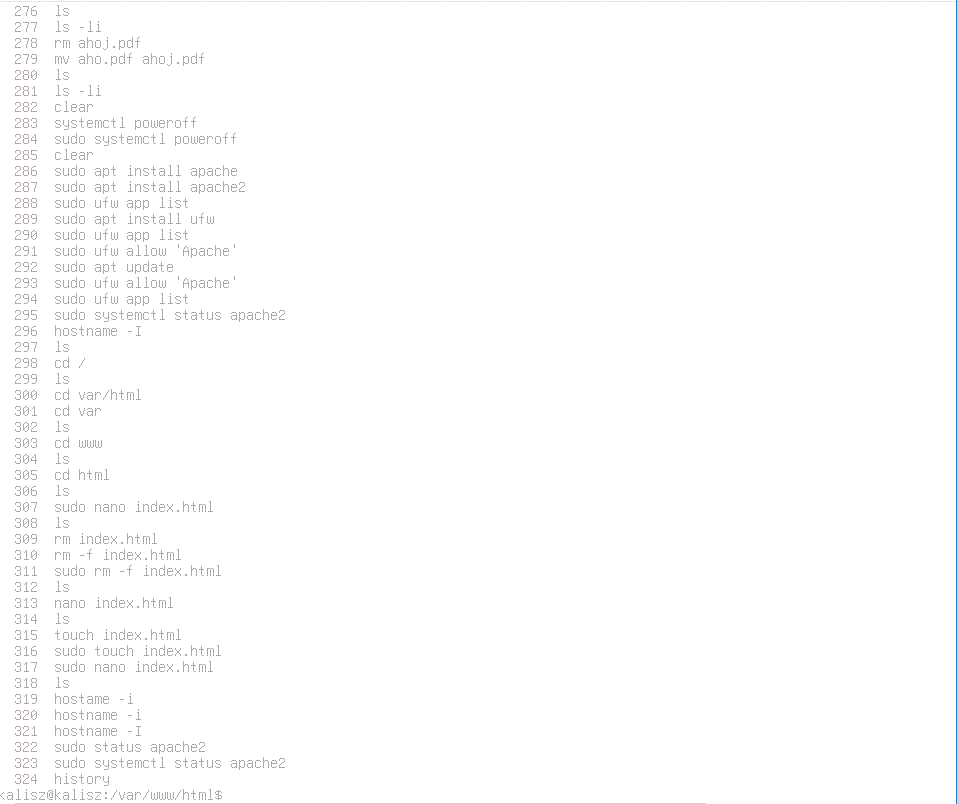 276 ls
277 ls -li
278 rm ahoj.pdf
279 mv aho.pdf ahoj.pdf
280 ls
281 ls -li
282 clear
283 systemctl poweroff
284 sudo systemctl poweroff
285 clear
286 sudo apt install apache
287 sudo apt install apache2
288 sudo ufw app list
289 sudo apt install ufw
290 sudo ufw app list
291 sudo ufw allow 'Apache'
292 sudo apt update
293 sudo ufw allow 'Apache'
294 sudo ufw app list
295 sudo systemctl status apache2
296 hostname -I
297 ls
298 cd /
299 ls
300 cd var/html
301 cd var
302 ls
303 cd www
304 ls
305 cd html
306 ls
307 sudo nano index.html
308 ls
309 rm index.html
310 rm -f index.html
311 sudo rm -f index.html
312 ls
313 nano index.html
314 ls
315 touch index.html
316 sudo touch index.html
317 sudo nano index.html
318 ls
319 hostame -i
320 hostname -i
321 hostname -I
322 sudo status apache2
323 sudo systemctl status apache2
324 history
kalisz@kalisz:/var/www/html$